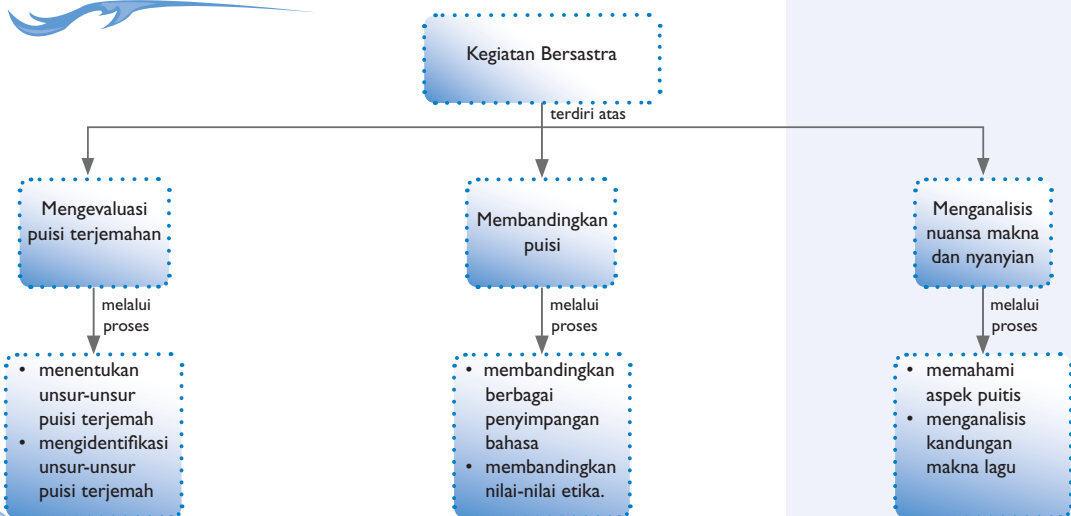 Kegiatan Bersastra
terdiri atas
Mengevaluasi
puisi terjemahan
melalui
proses
• menentukan
unsur-unsur
puisi terjemah
• mengidentifikasi
unsur-unsur
puisi terjemah
Membandingkan
puisi
melalui
proses
• membandingkan
berbagai
penyimpangan
bahasa
• membandingkan
nilai-nilai etika.
Menganalisis
nuansa makna
dan nyanyian
melalui
proses
• memahami
aspek puitis
• menganalisis
kandungan
makna lagu